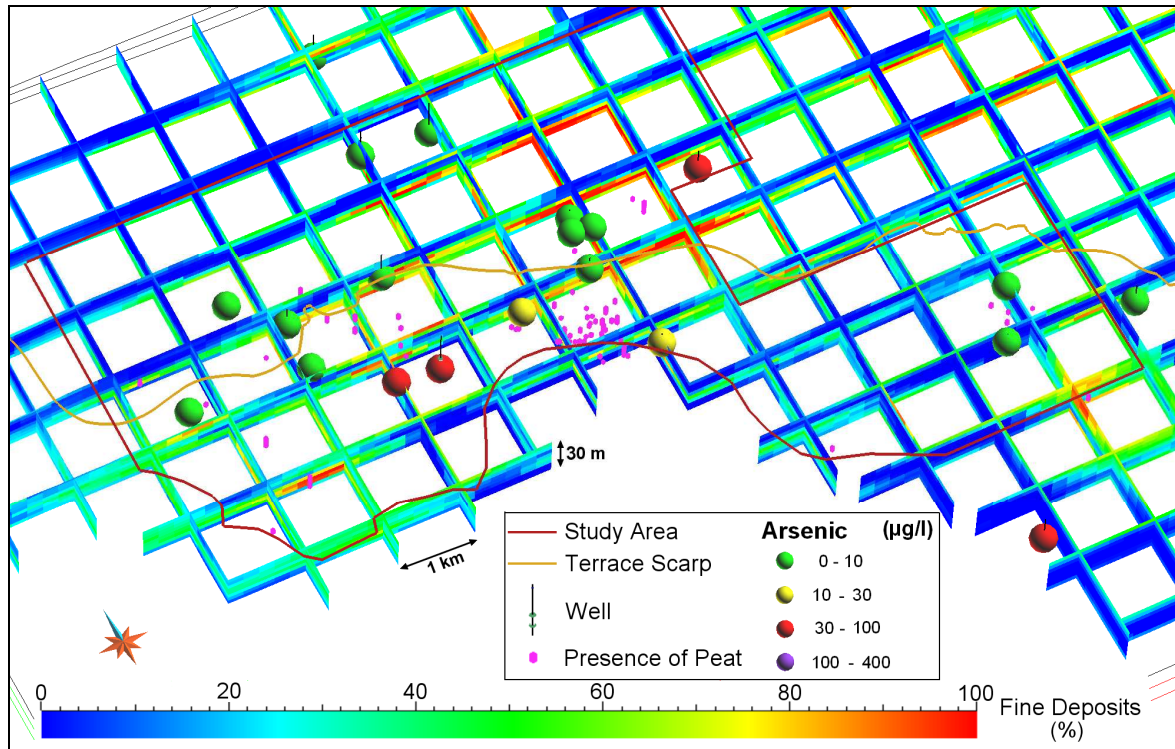 30 m
1 km
Study Area
Terrace Scarp
Well
Presence of Peat
Arsenic (µg/l)
0 - 10
10 - 30
30 - 100
100 - 400
0 20 40 60 80 100
Fine Deposits
(%)